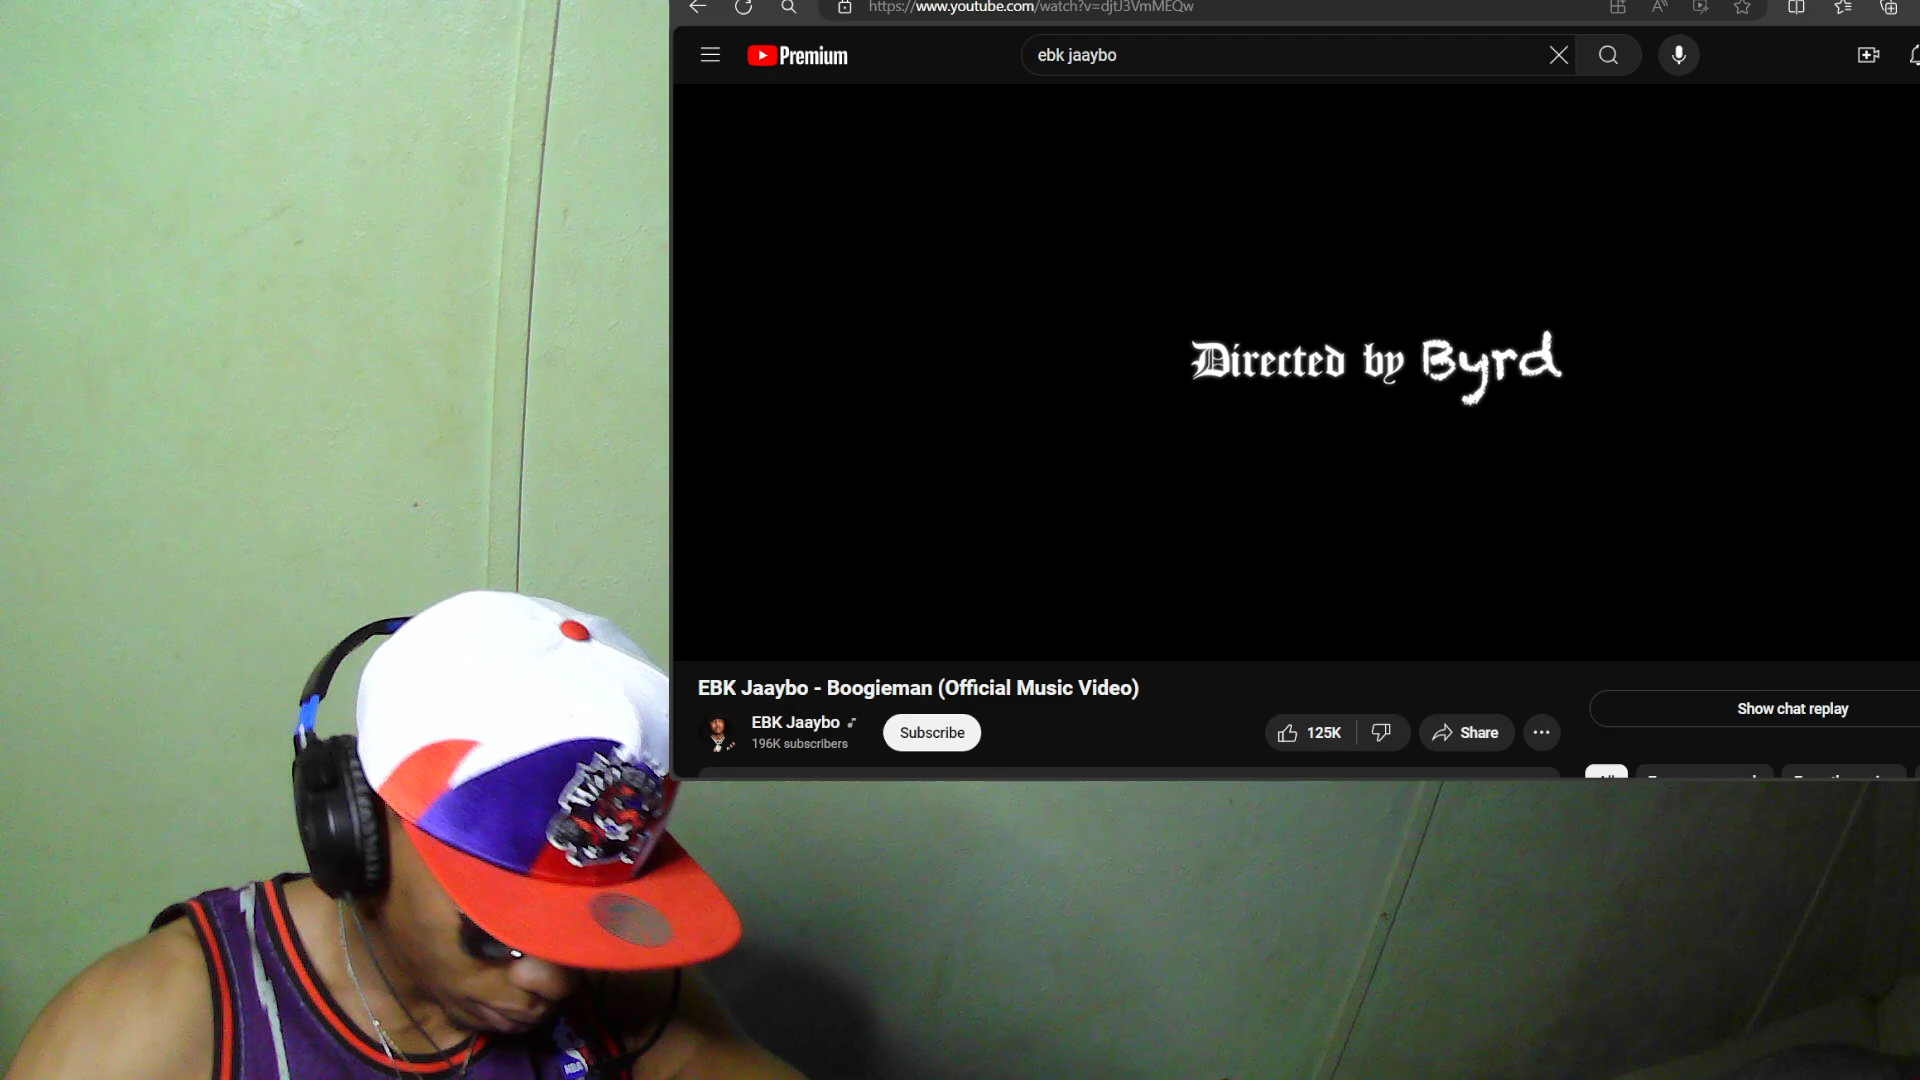 https://www.youtube.com/watch?v=djtJ3VmMEQw
Premium
ebk jaaybo
Directed by Byrd
EBK Jaaybo - Boogieman (Official Music Video)
EBK Jaaybo
196K subscribers
Subscribe
125K
Share
Show chat replay
NBA